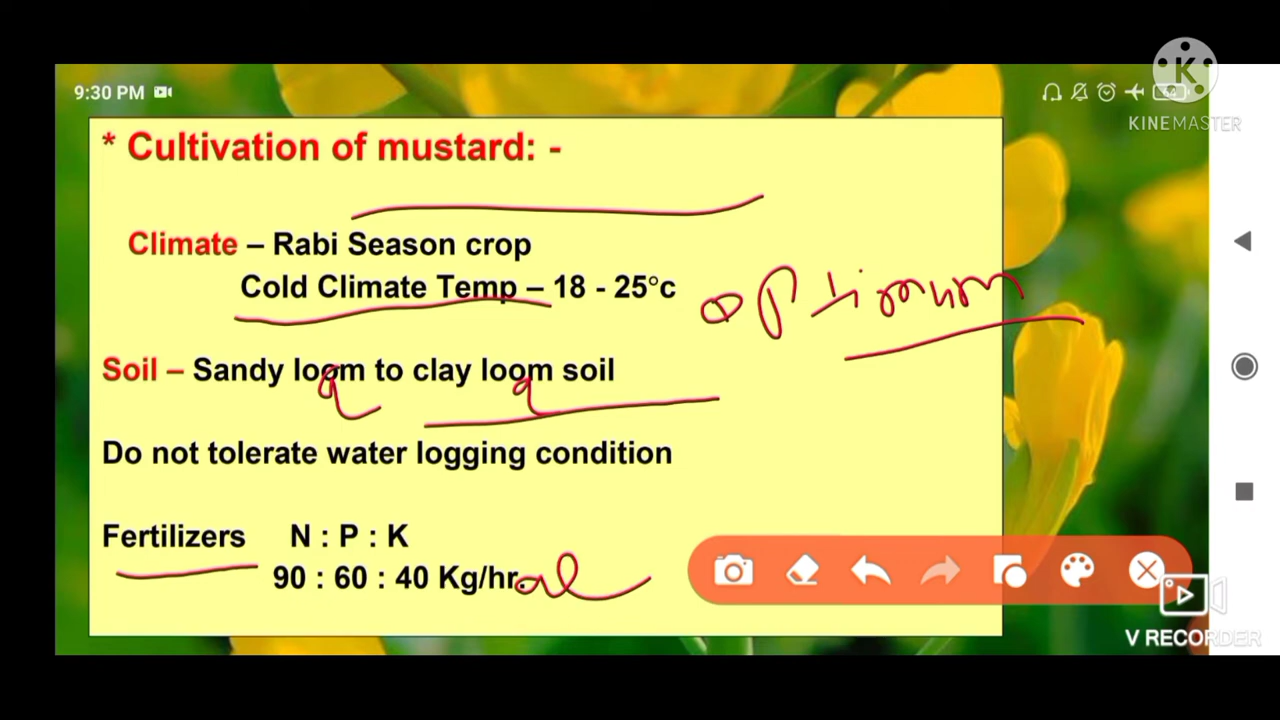 9:30 PM
KINEMASTER
* Cultivation of mustard: -
Climate – Rabi Season crop
Cold Climate Temp – 18 - 25°c
optimum
Soil – Sandy loom to clay loom soil
a a
Do not tolerate water logging condition
Fertilizers N : P : K
90 : 60 : 40 Kg/hr.
V RECORDER